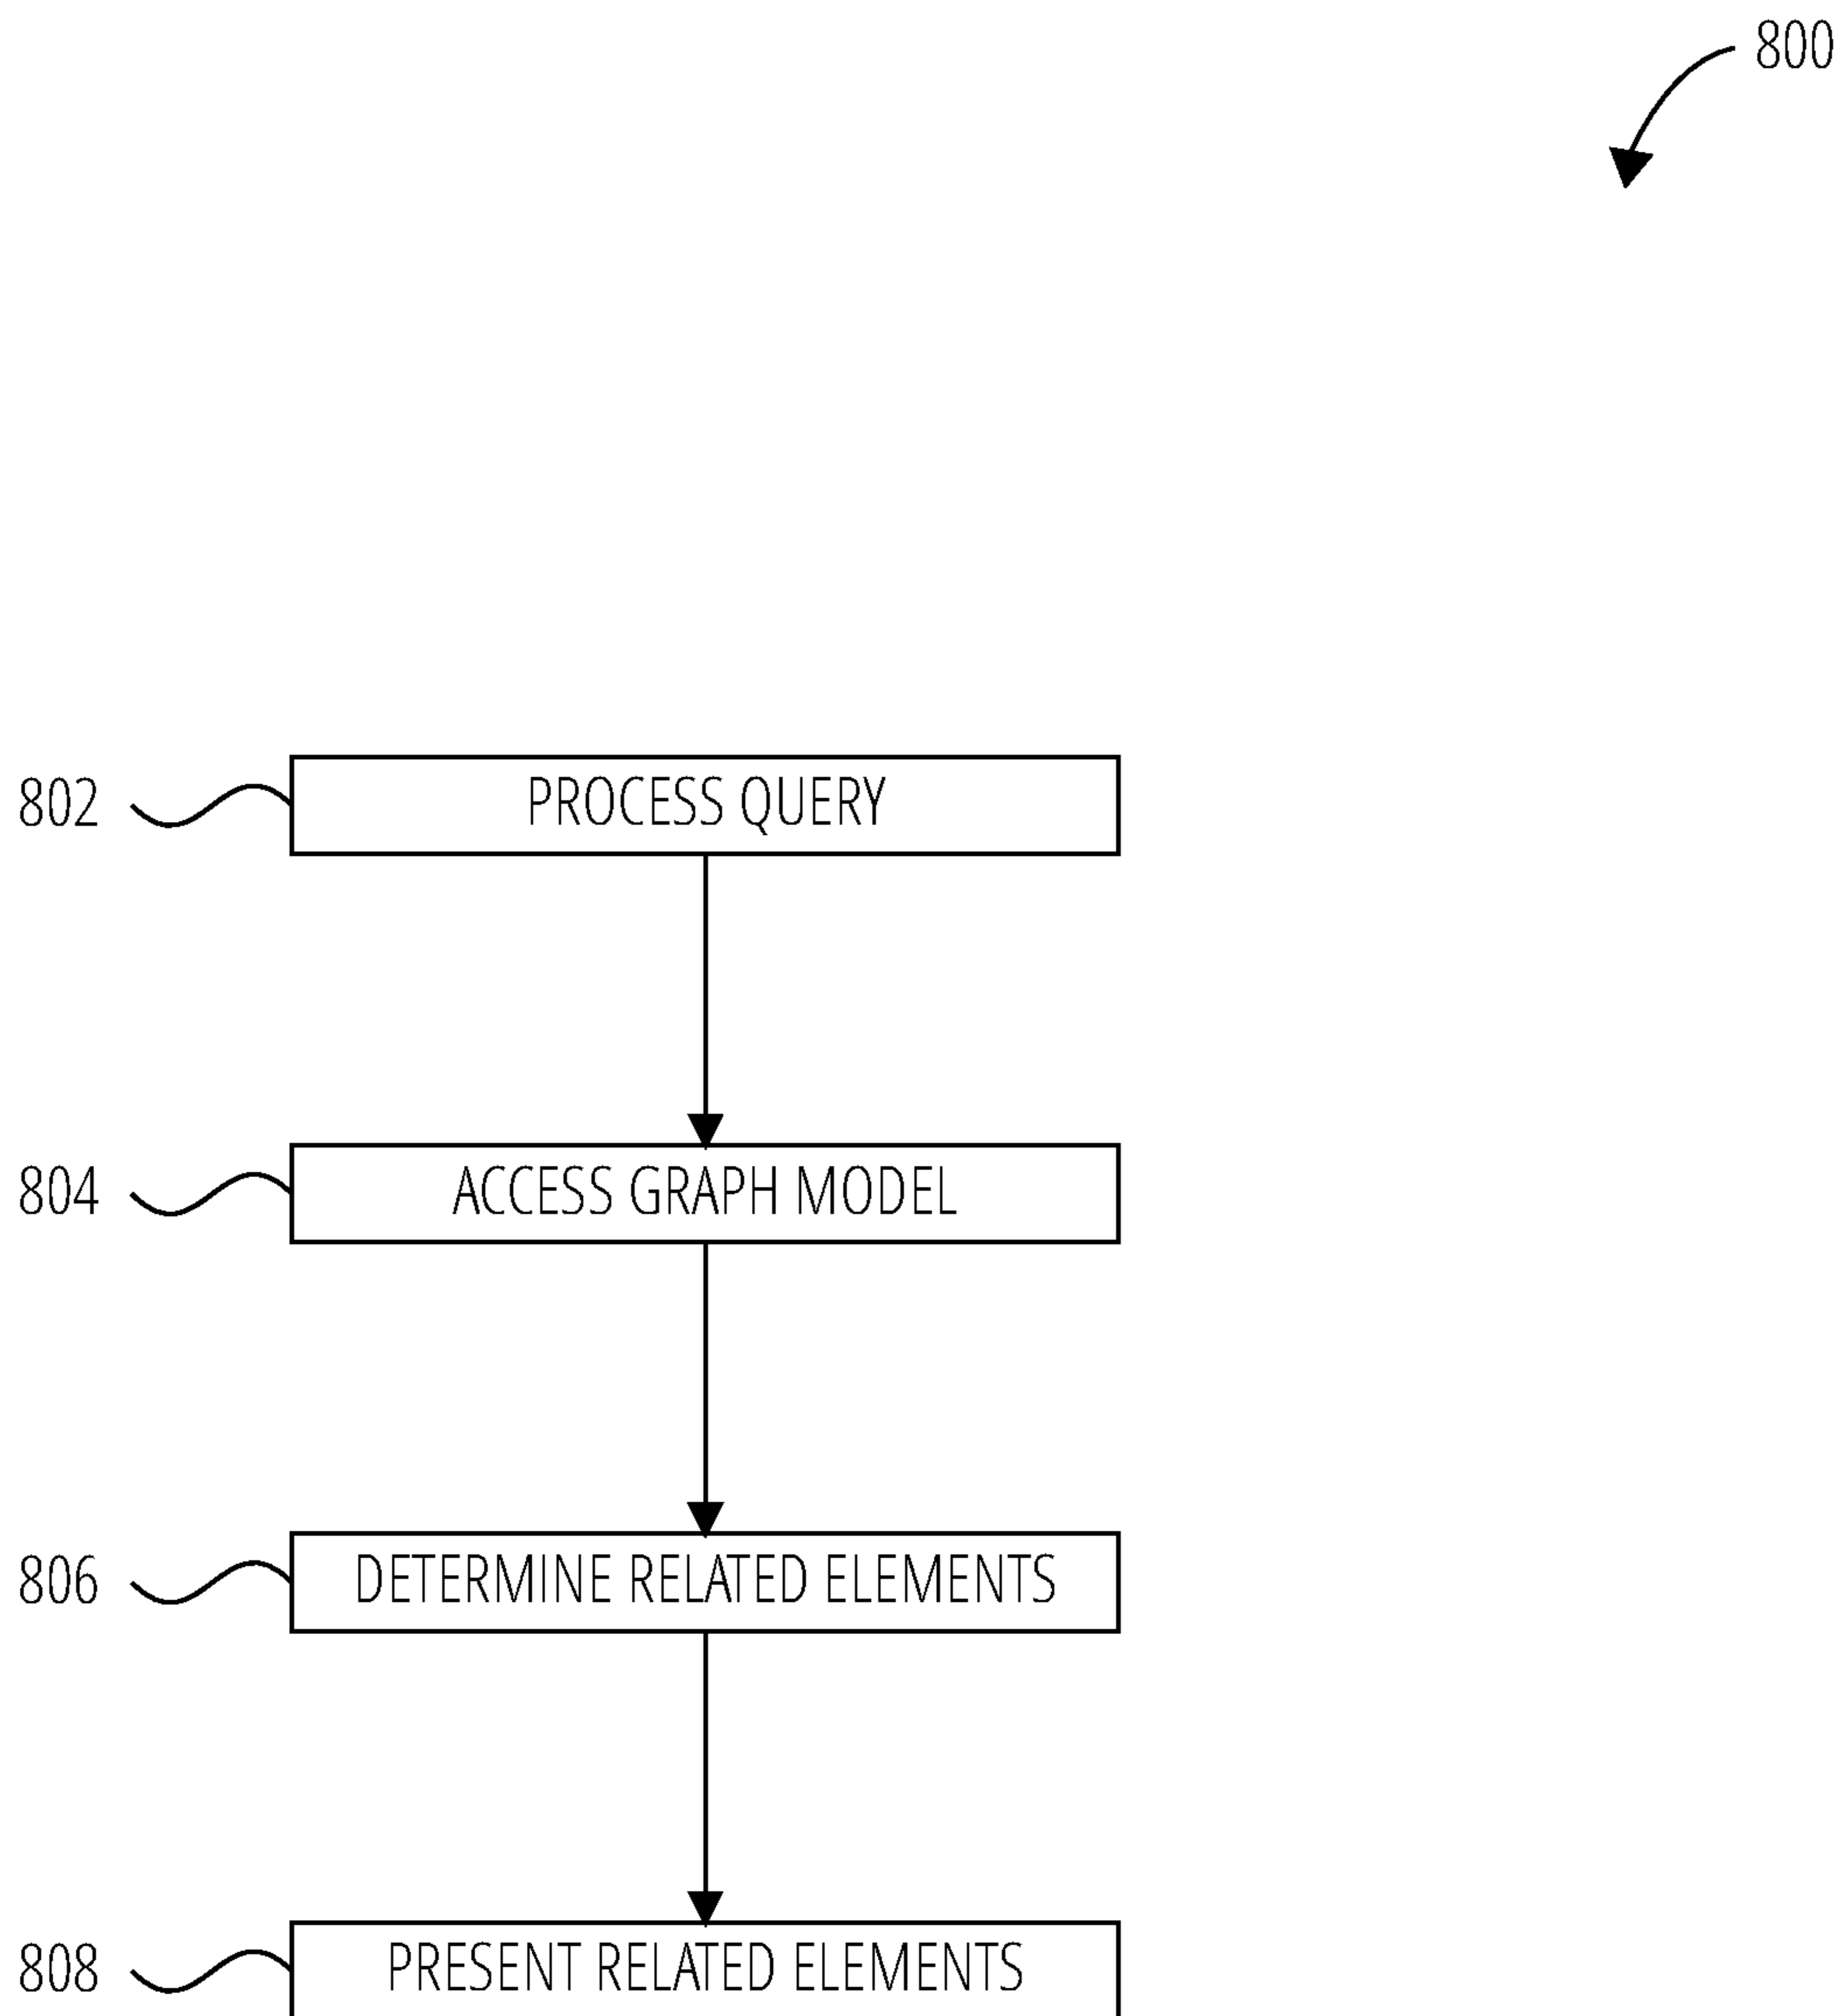 800
802 PROCESS QUERY
804 ACCESS GRAPH MODEL
806 DETERMINE RELATED ELEMENTS
808 PRESENT RELATED ELEMENTS